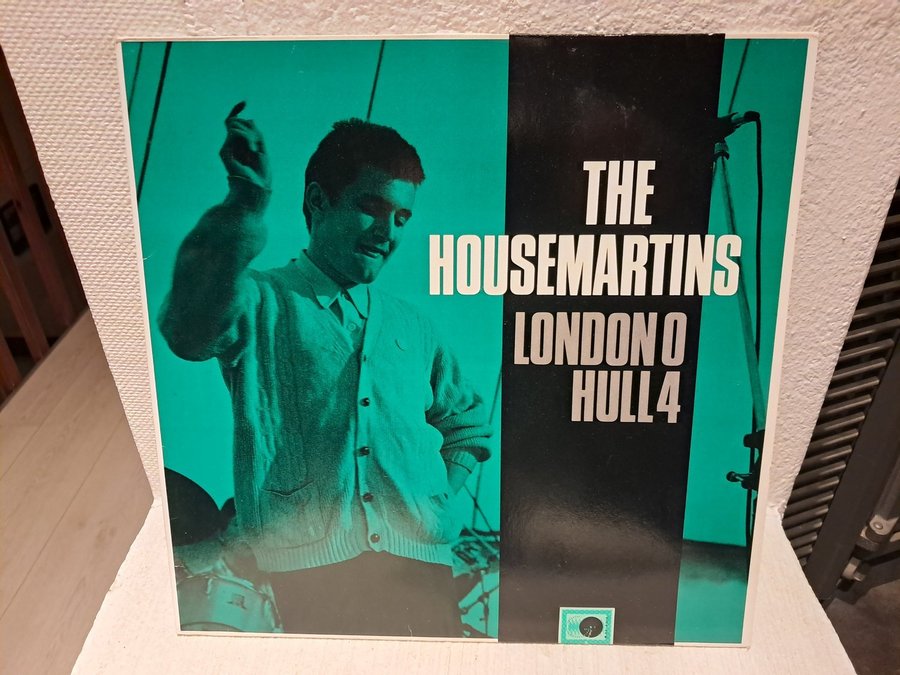 THE
HOUSEMARTINS
LONDON 0
HULL 4